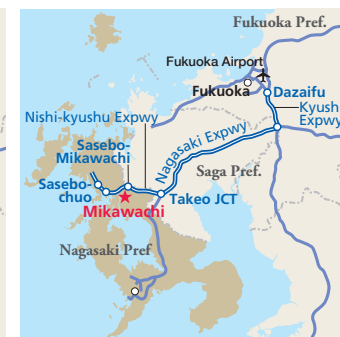 Fukuoka Pref.
Fukuoka Airport
Fukuoka
Dazaifu
Kyush
Expwy
Nishi-kyushu Expwy
Nagasaki Expwy
Sasebo-
Mikawachi
Saga Pref.
Sasebo-
chuo
Takeo JCT
Mikawachi
Nagasaki Pref